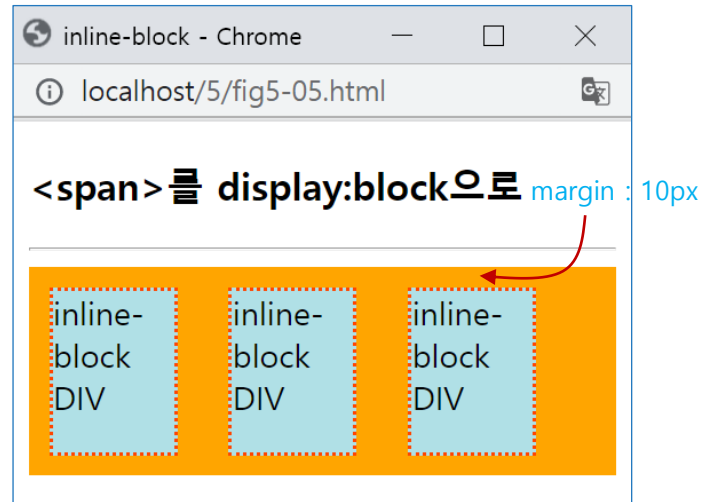 inline-block - Chrome
localhost/5/fig5-05.html
<span>를 display:block으로 margin : 10px
inline-
block
DIV
inline-
block
DIV
inline-
block
DIV